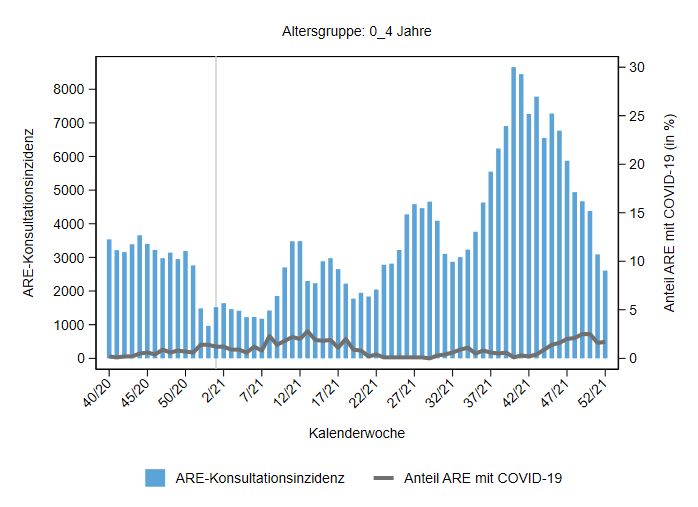 Altersgruppe: 0_4 Jahre
ARE-Konsultationsinzidenz
8000
7000
6000
5000
4000
3000
2000
1000
0
30
25
20
15
10
5
0
Anteil ARE mit COVID-19 (in %)
40/20 45/20 50/20 2/21 7/21 12/21 17/21 22/21 27/21 32/21 37/21 42/21 47/21 52/21
Kalenderwoche
ARE-Konsultationsinzidenz Anteil ARE mit COVID-19